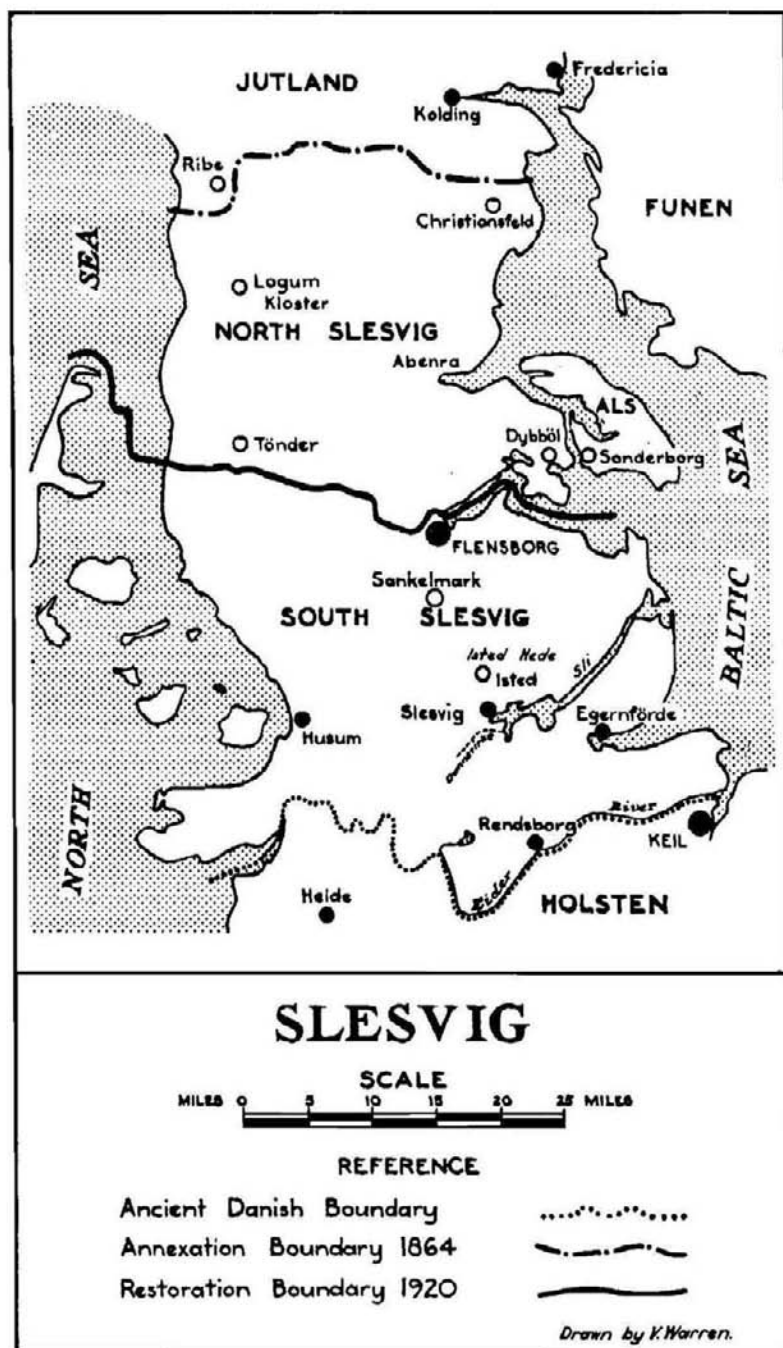 JUTLAND
Fredericia
Kolding
Ribe
Christionsfeld
FUNEN
SEA
Logum
Kloster
NORTH SLESVIG
Abenra
ALS
Tönder
Dybböl
Sonderborg
SEA
FLENSBORG
Sankelmark
SOUTH SLESVIG
Isted Hede
Isted
Sli
BALTIC
Slesvig
Egernförde
Husum
NORTH
River
Rendsborg
KEIL
Eider
Heide
HOLSTEN
SLESVIG
SCALE
MILES 0 5 10 15 20 25 MILES
REFERENCE
Ancient Danish Boundary
Annexation Boundary 1864
Restoration Boundary 1920
Drawn by V. Warren.